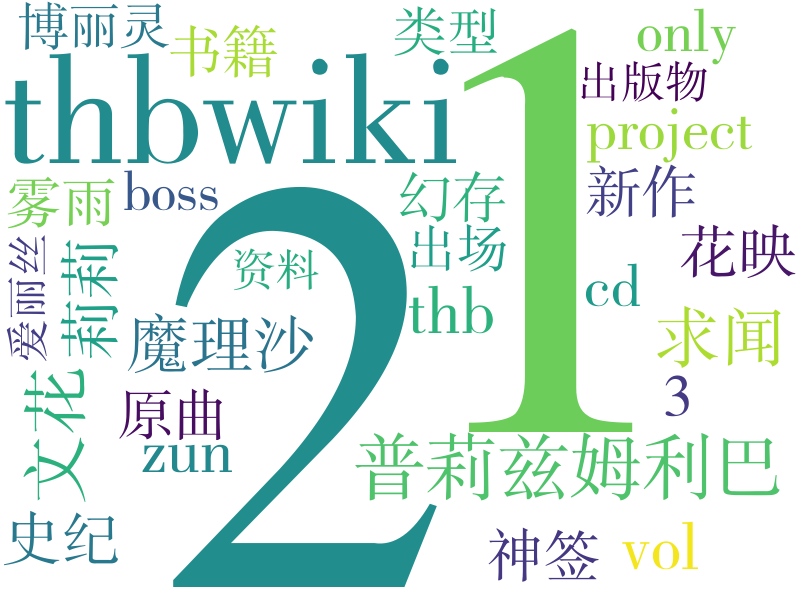 博丽灵
书籍
类型
only
thbwiki
1
出版物
project
雾雨
boss
幻存
新作
爱丽丝
莉莉
资料
出场
花映
2
thb
cd
魔理沙
求闻
文花
原曲
3
zun
普莉兹姆利巴
史纪
神签
vol